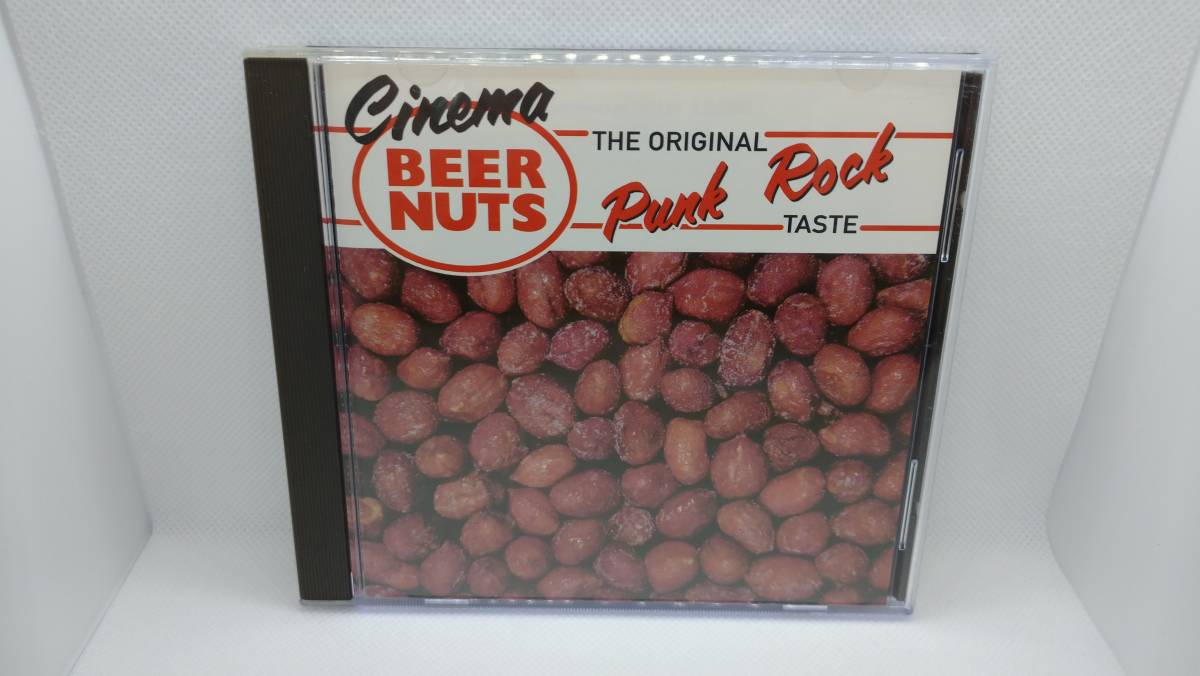 Cinema
BEER
NUTS
THE ORIGINAL
Punk Rock
TASTE